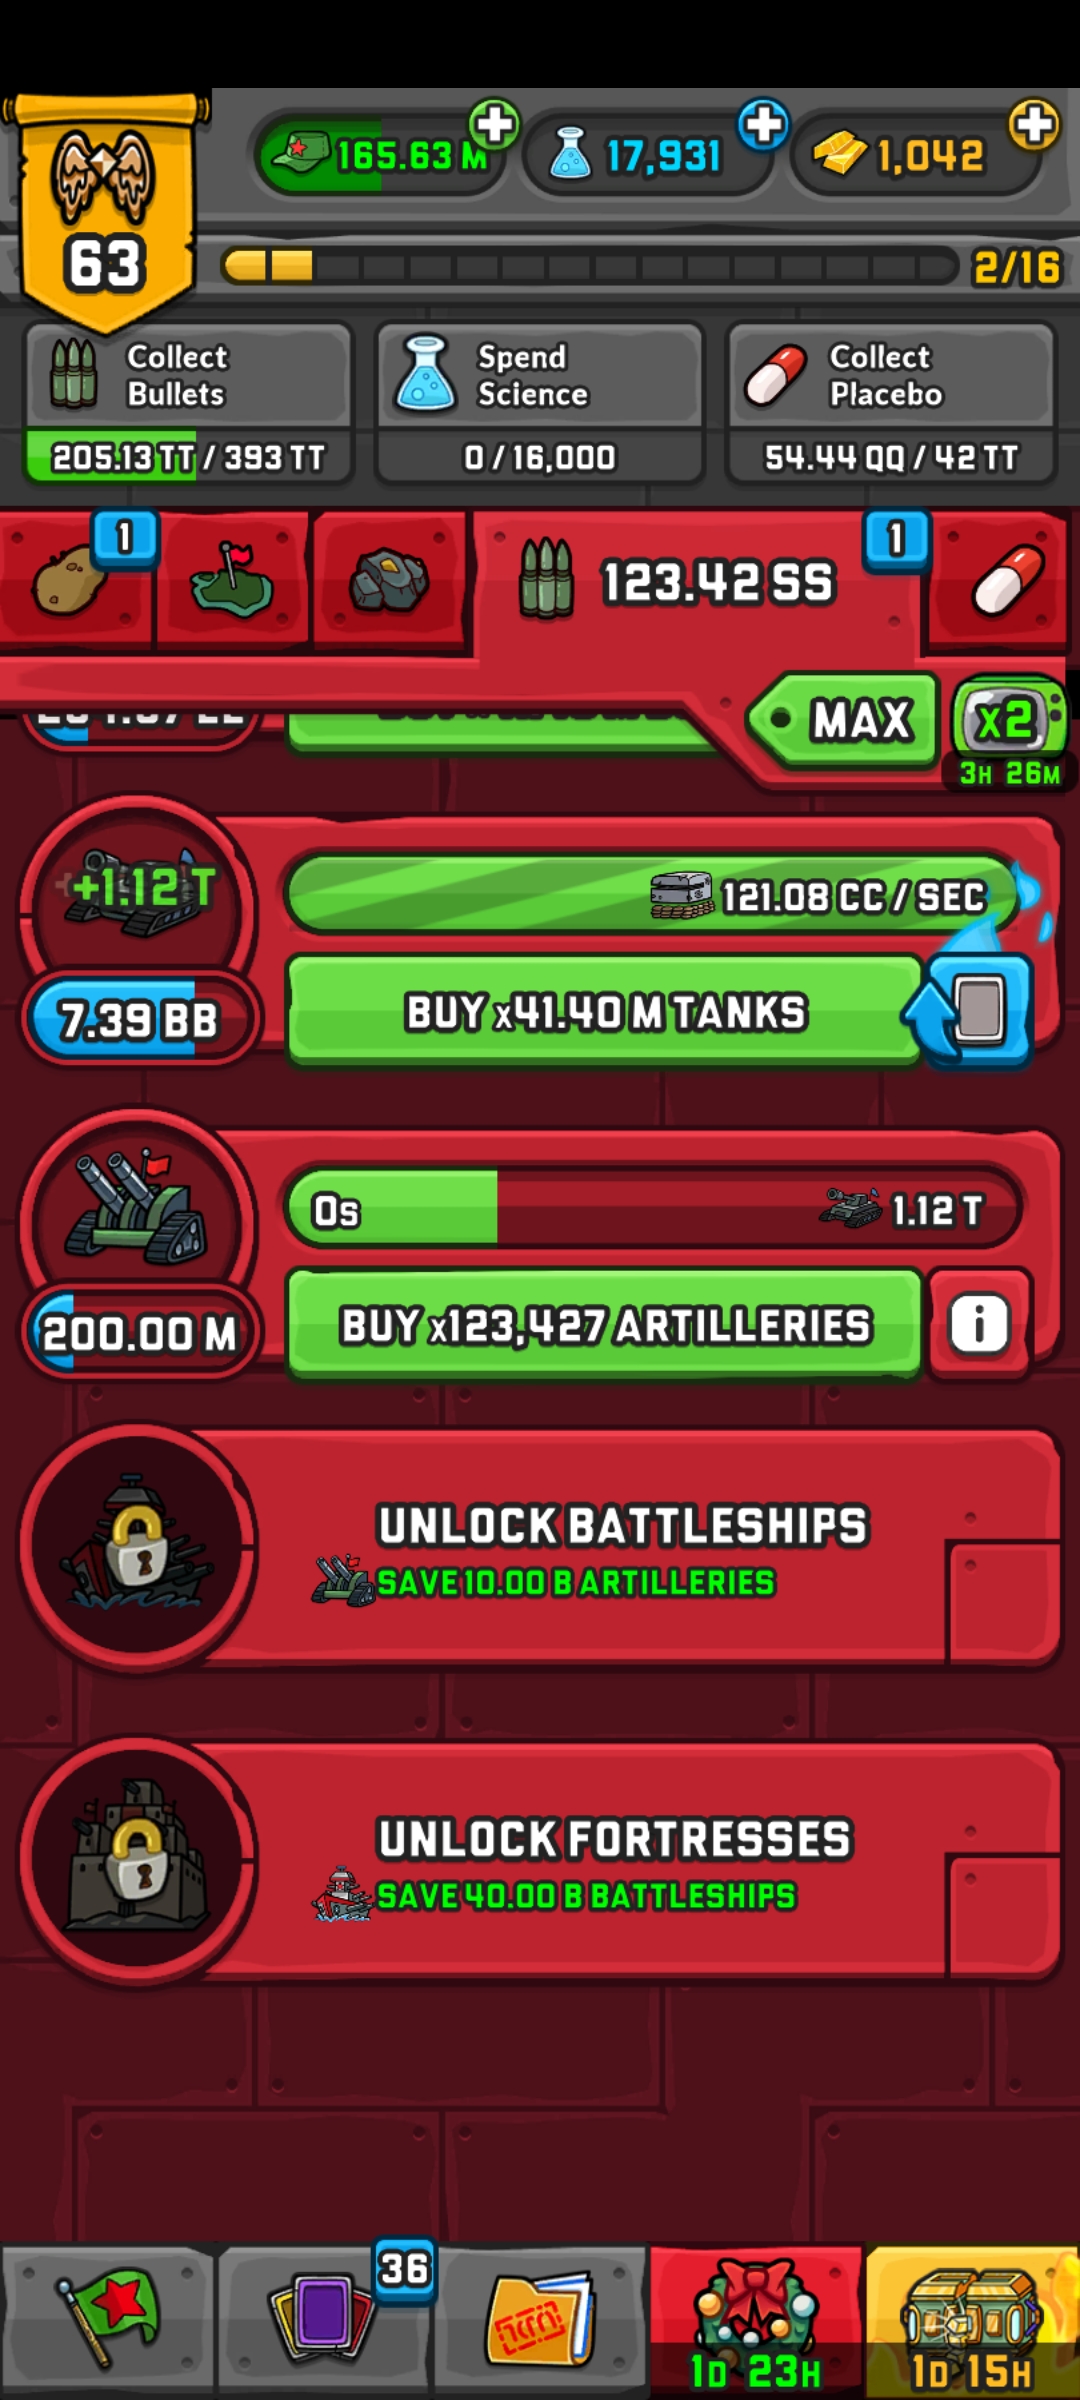 165.63 M
17,931
1,042
63
2/16
Collect
Bullets
Spend
Science
Collect
Placebo
205.13 TT / 393 TT
0 / 16,000
54.44 QQ / 42 TT
1
123.42 SS
1
MAX
x2
3H 26M
+1.12 T
121.08 CC / SEC
7.39 BB
BUY x41.40 M TANKS
0s
1.12 T
200.00 M
BUY x123,427 ARTILLERIES
i
UNLOCK BATTLESHIPS
SAVE 10.00 B ARTILLERIES
UNLOCK FORTRESSES
SAVE 40.00 B BATTLESHIPS
36
1D 23H
1D 15H